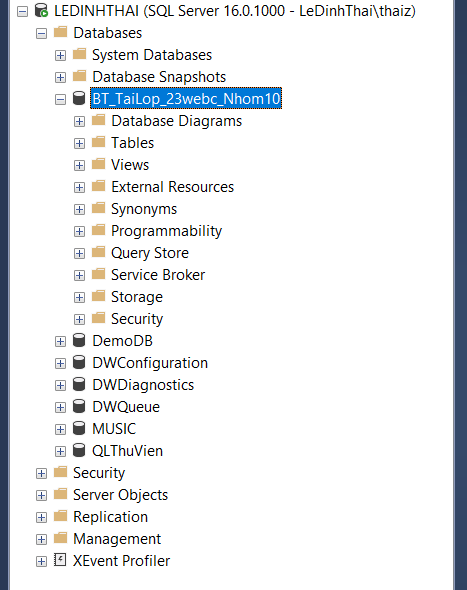 LEDINHTHAI (SQL Server 16.0.1000 - LeDinhThai\thaiz)
Databases
System Databases
Database Snapshots
BT_TaiLop_23webc_Nhom10
Database Diagrams
Tables
Views
External Resources
Synonyms
Programmability
Query Store
Service Broker
Storage
Security
DemoDB
DWConfiguration
DWDiagnostics
DWQueue
MUSIC
QLThuVien
Security
Server Objects
Replication
Management
XEvent Profiler